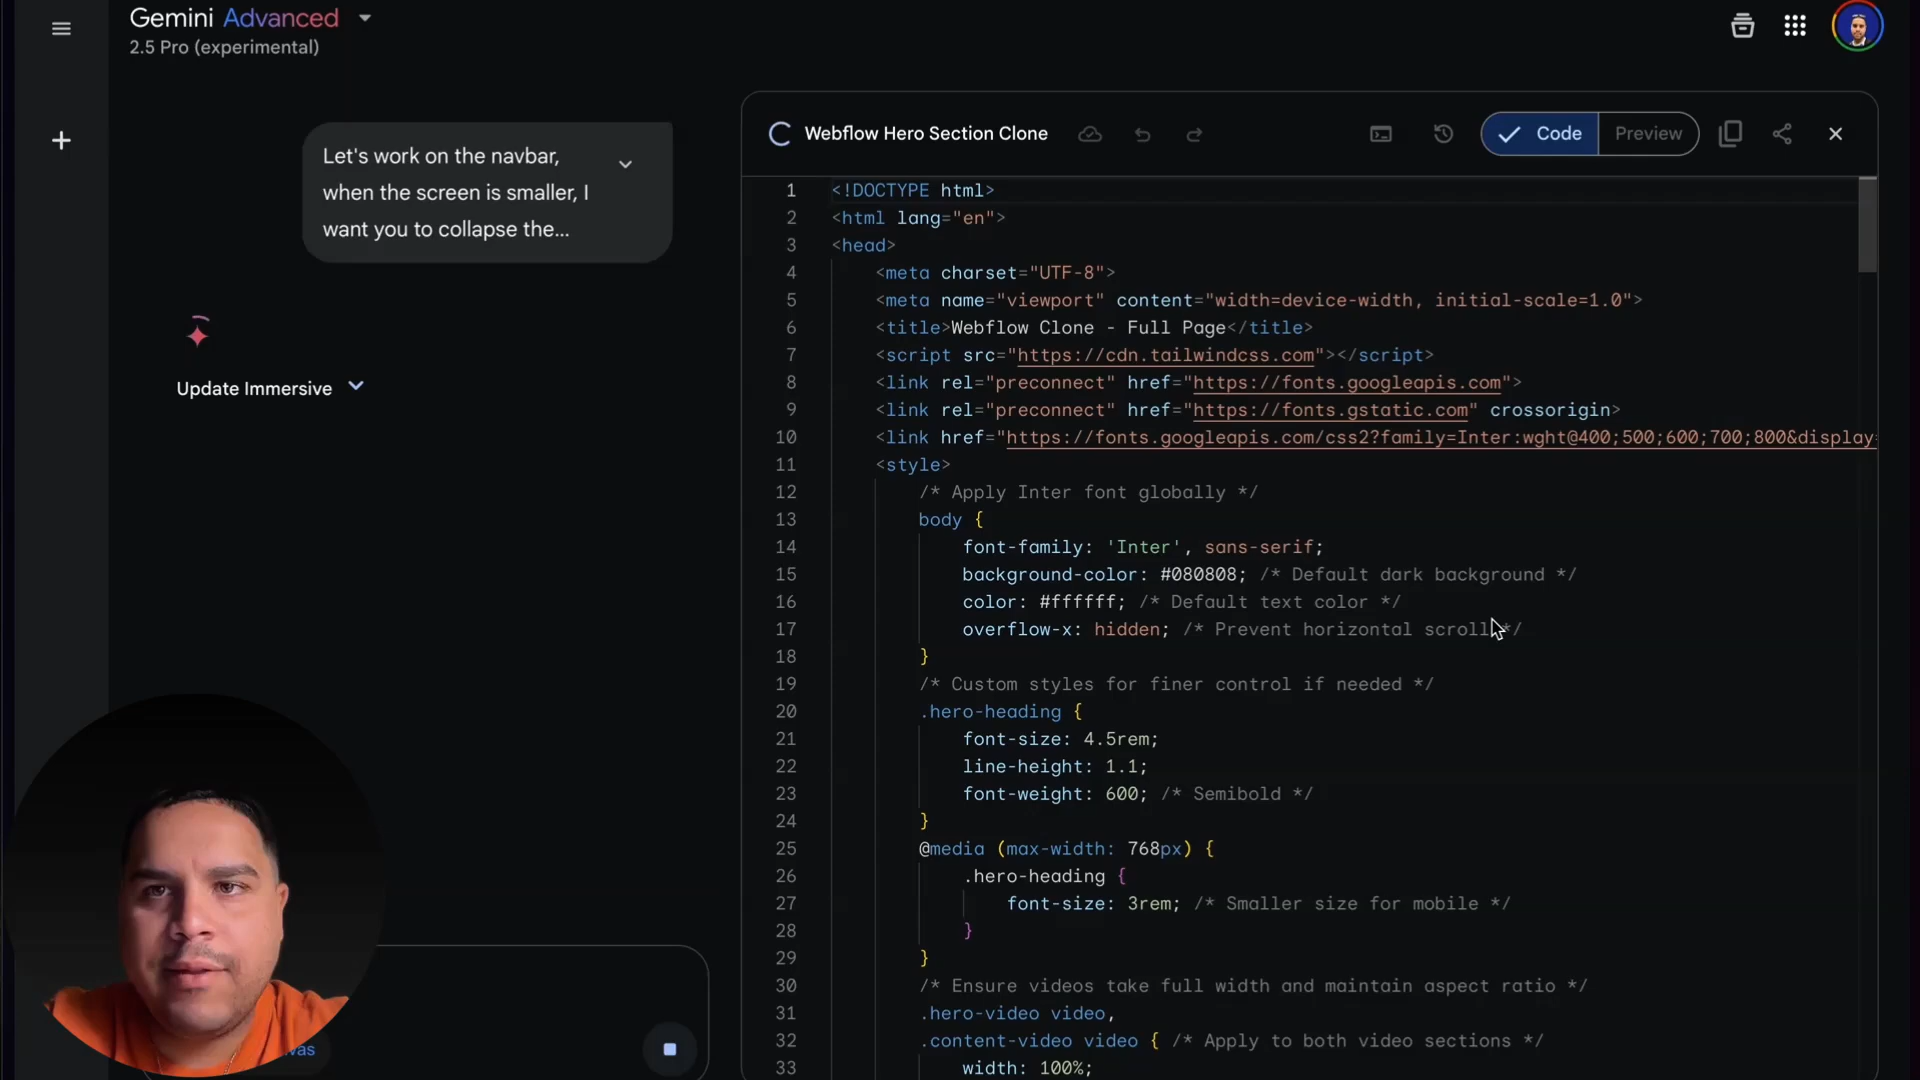 Gemini Advanced
2.5 Pro (experimental)
Let's work on the navbar,
when the screen is smaller, I
want you to collapse the...
Update Immersive
vas
Webflow Hero Section Clone
Code
Preview
1 <!DOCTYPE html>
2 <html lang="en">
3 <head>
4 <meta charset="UTF-8">
5 <meta name="viewport" content="width=device-width, initial-scale=1.0">
6 <title>Webflow Clone - Full Page</title>
7 <script src="https://cdn.tailwindcss.com"></script>
8 <link rel="preconnect" href="https://fonts.googleapis.com">
9 <link rel="preconnect" href="https://fonts.gstatic.com" crossorigin>
10 <link href="https://fonts.googleapis.com/css2?family=Inter:wght@400;500;600;700;800&display=
11 <style>
12 /* Apply Inter font globally */
13 body {
14 font-family: 'Inter', sans-serif;
15 background-color: #080808; /* Default dark background */
16 color: #ffffff; /* Default text color */
17 overflow-x: hidden; /* Prevent horizontal scroll */
18 }
19 /* Custom styles for finer control if needed */
20 .hero-heading {
21 font-size: 4.5rem;
22 line-height: 1.1;
23 font-weight: 600; /* Semibold */
24 }
25 @media (max-width: 768px) {
26 .hero-heading {
27 font-size: 3rem; /* Smaller size for mobile */
28 }
29 }
30 /* Ensure videos take full width and maintain aspect ratio */
31 .hero-video video,
32 .content-video video { /* Apply to both video sections */
33 width: 100%;